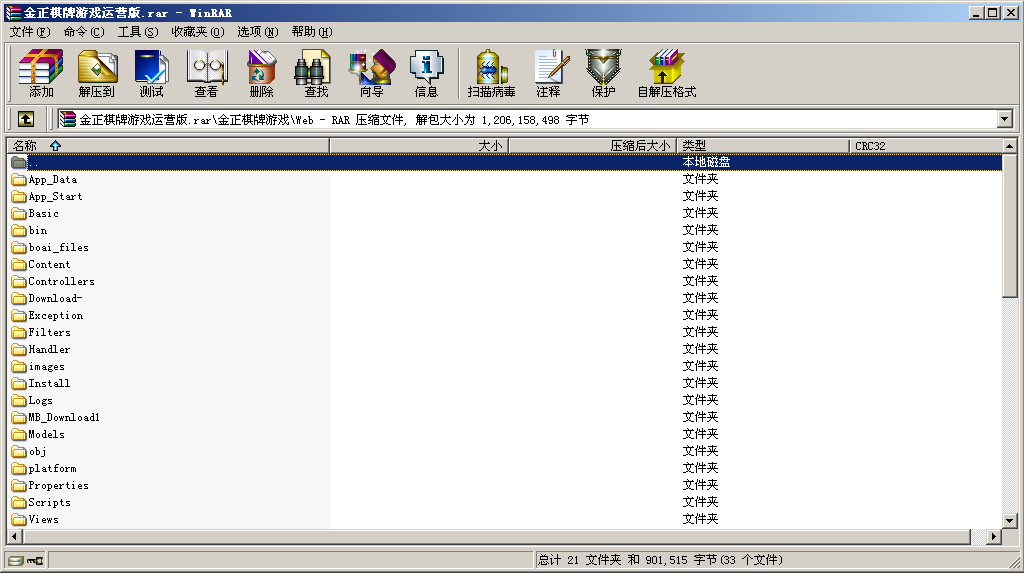 金正棋牌游戏运营版.rar - WinRAR
文件(F) 命令(C) 工具(S) 收藏夹(O) 选项(N) 帮助(H)
添加 解压到 测试 查看 删除 查找 向导 信息 扫描病毒 注释 保护 自解压格式
金正棋牌游戏运营版.rar\金正棋牌游戏\Web - RAR 压缩文件, 解包大小为 1,206,158,498 字节
名称 大小 压缩后大小 类型 CRC32
.. 本地磁盘
App_Data 文件夹
App_Start 文件夹
Basic 文件夹
bin 文件夹
boai_files 文件夹
Content 文件夹
Controllers 文件夹
Download- 文件夹
Exception 文件夹
Filters 文件夹
Handler 文件夹
images 文件夹
Install 文件夹
Logs 文件夹
MB_Download1 文件夹
Models 文件夹
obj 文件夹
platform 文件夹
Properties 文件夹
Scripts 文件夹
Views 文件夹
总计 21 文件夹 和 901,515 字节(33 个文件)